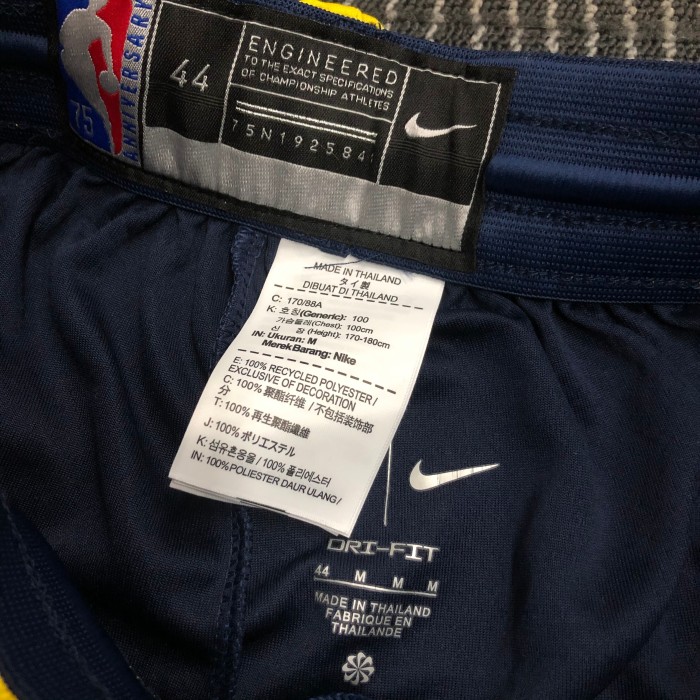 75
ANNIVERSARY
44
ENGINEERED
TO THE EXACT SPECIFICATIONS
OF CHAMPIONSHIP ATHLETES
75N192584
MADE IN THAILAND
タイ製
DIBUAT DI THAILAND
C: 170/88A
K: 호칭(Generic): 100
가슴둘레(Chest): 100cm
신 장 (Height): 170-180cm
IN: Ukuran: M
Merek Barang: Nike
E: 100% RECYCLED POLYESTER/
EXCLUSIVE OF DECORATION
C: 100% 聚酯纤维 / 不包括装饰部
分
T: 100% 再生聚酯纖維
J: 100% ポリエステル
K: 섬유혼용율 / 100% 폴리에스터
IN: 100% POLIESTER DAUR ULANG/
DRI-FIT
44 M M M
MADE IN THAILAND
FABRIQUE EN
THAILANDE